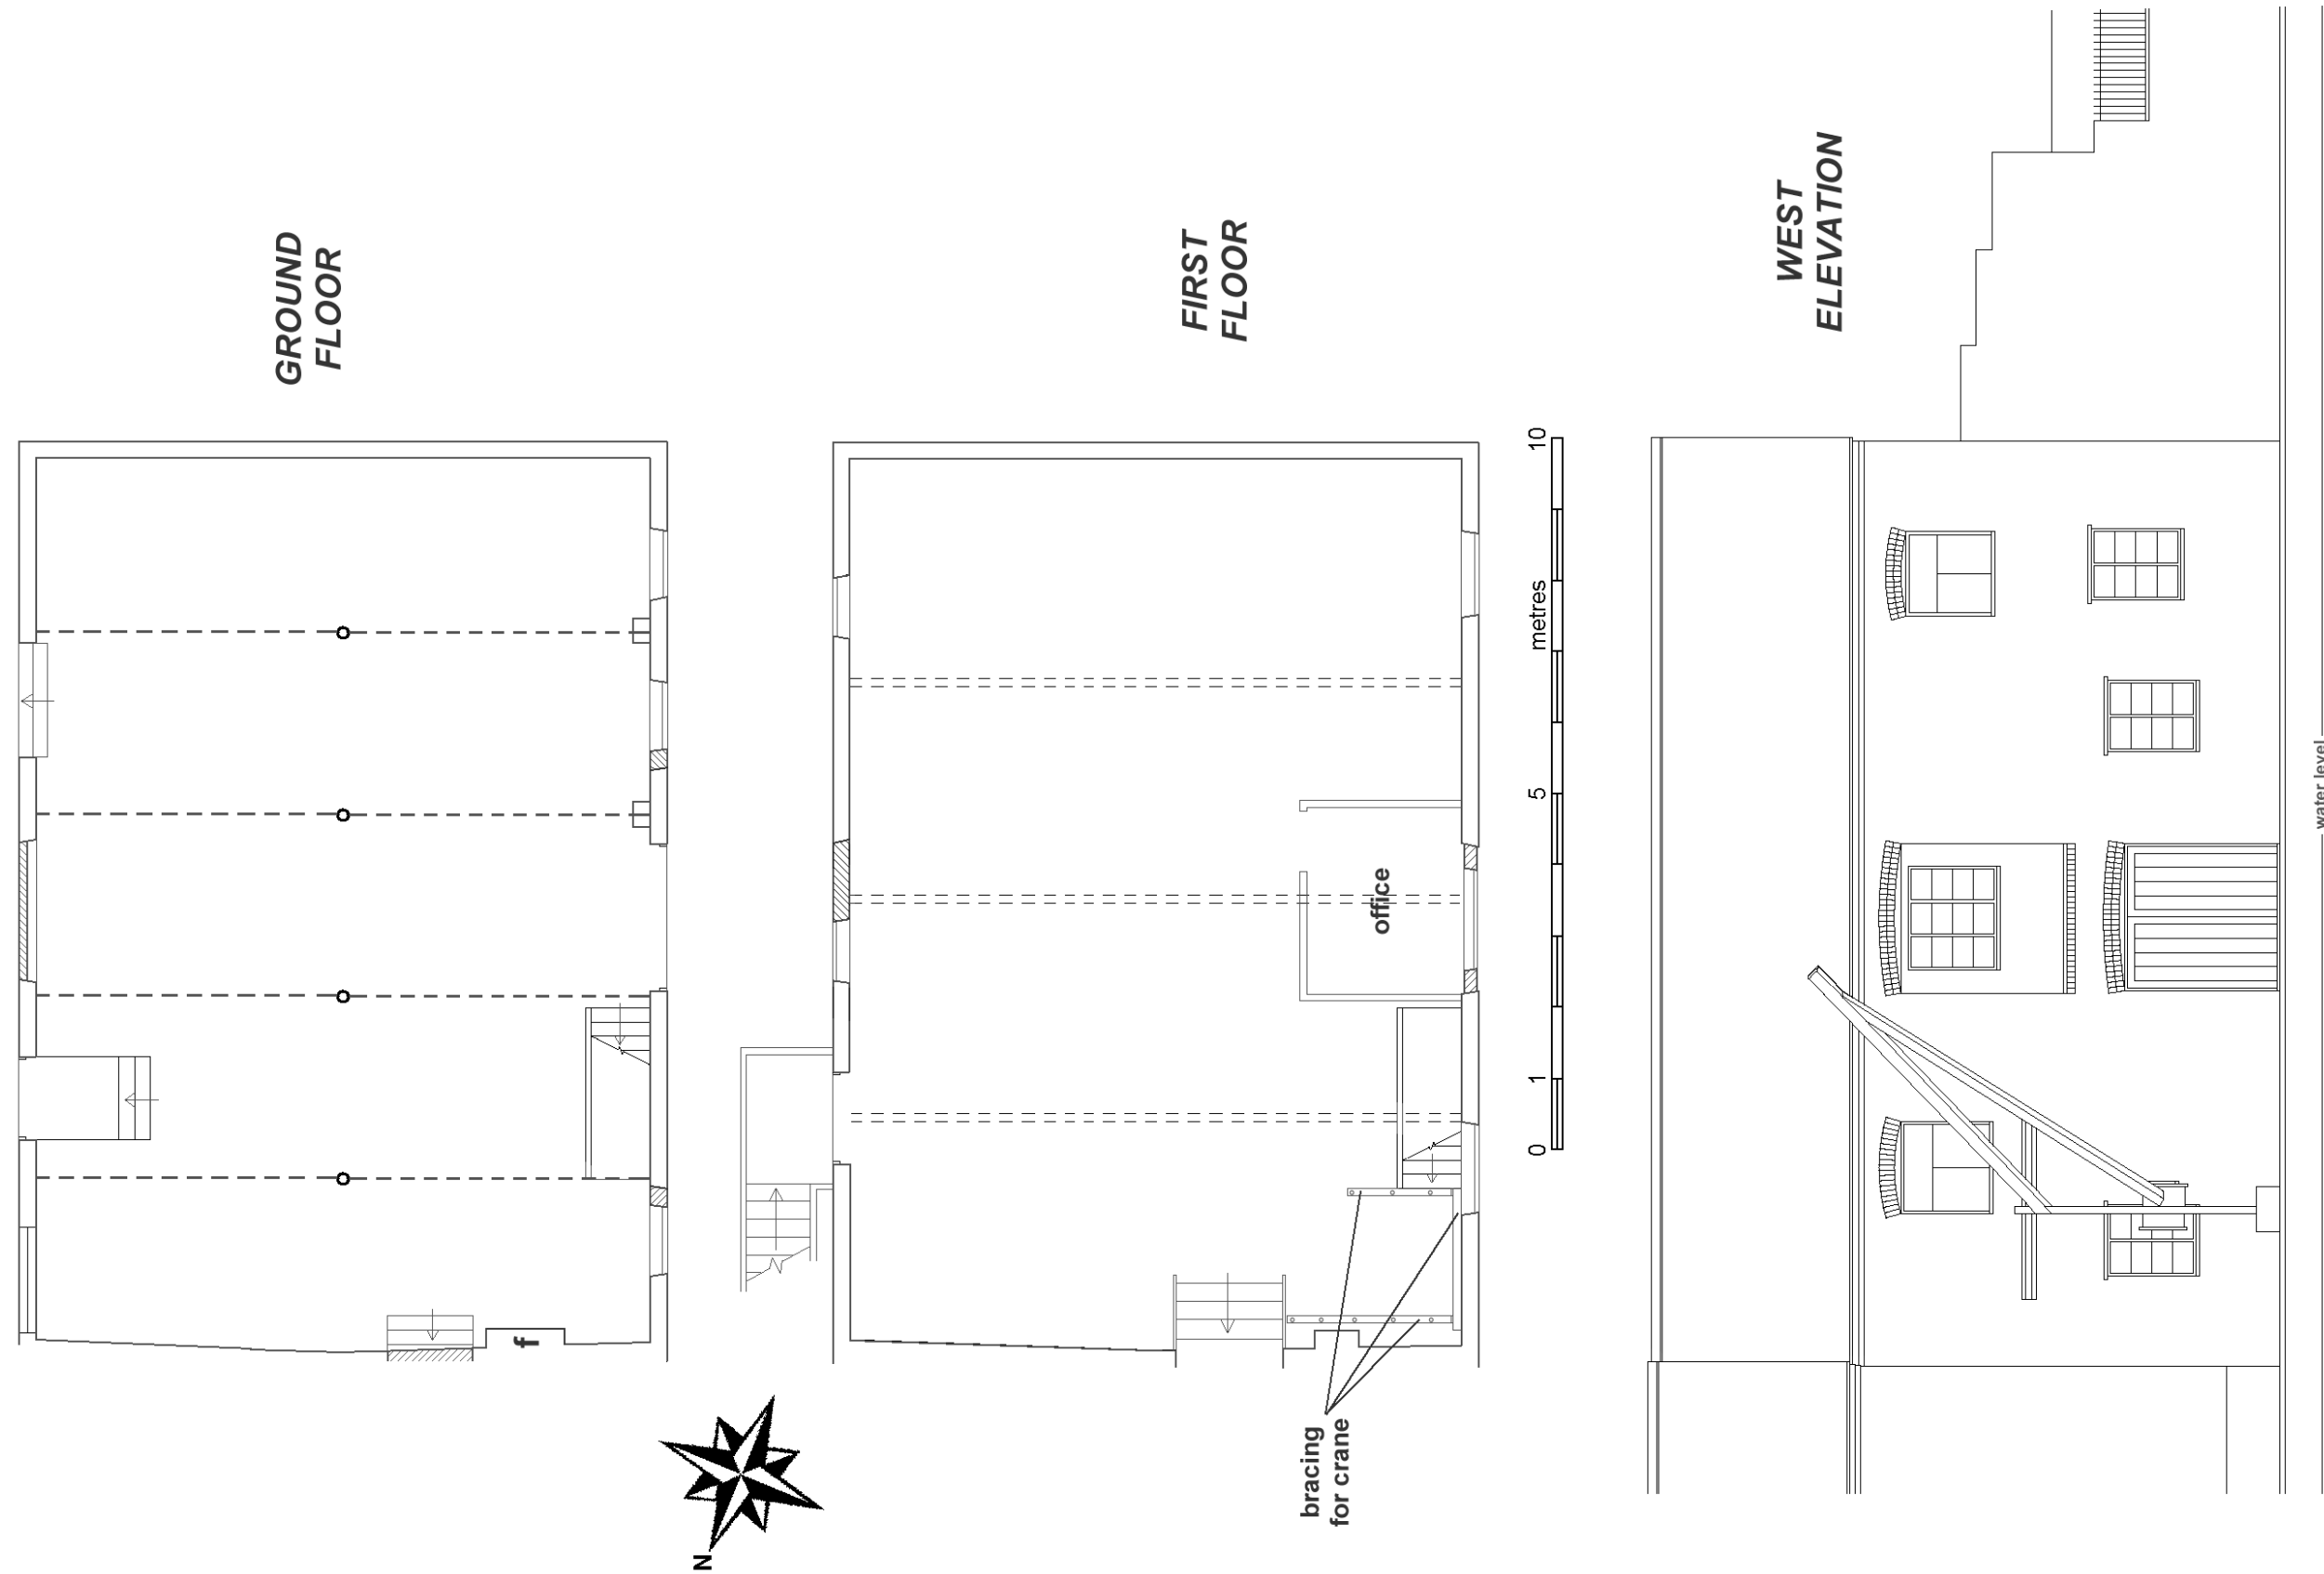 GROUND
FLOOR
FIRST
FLOOR
WEST
ELEVATION
office
bracing
for crane
f
N
0
1
5
metres
10
water level